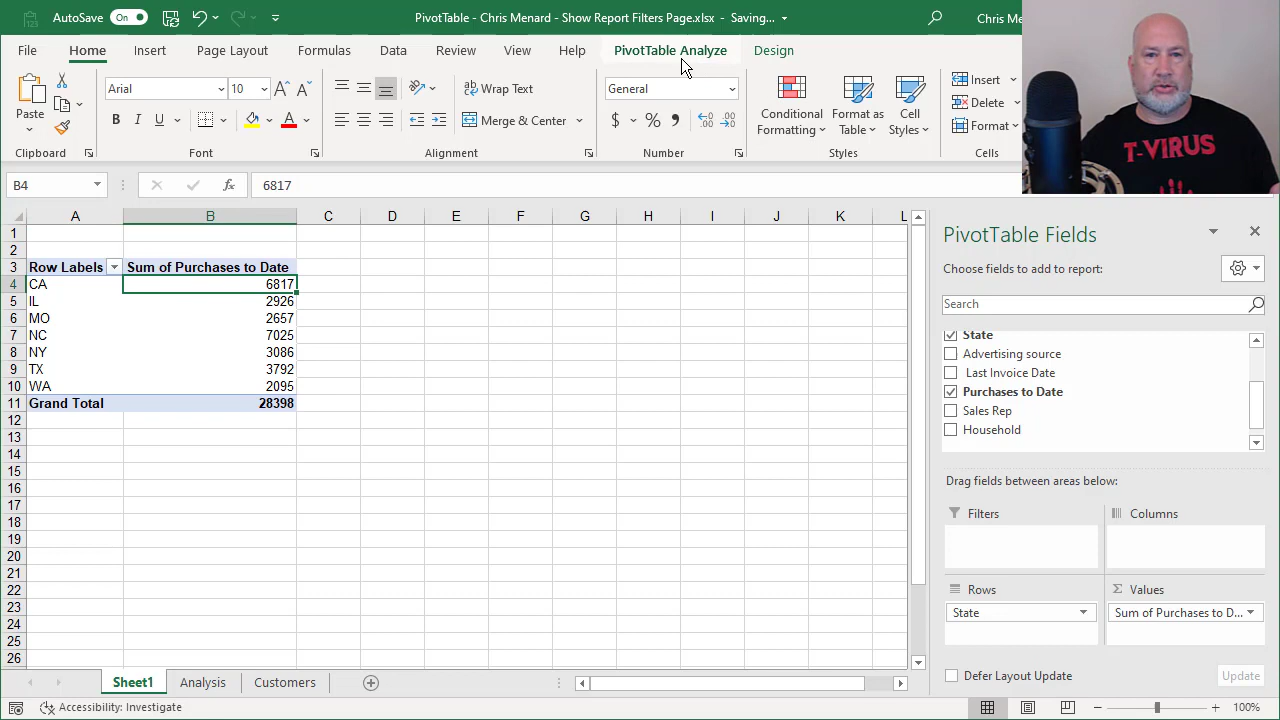 AutoSave On PivotTable - Chris Menard - Show Report Filters Page.xlsx - Saving... Chris Men
File Home Insert Page Layout Formulas Data Review View Help PivotTable Analyze Design
Paste Arial 10 Wrap Text General Conditional Formatting Format as Table Cell Styles Insert
B I U A Merge & Center $ % 9 Delete
Format
Clipboard Font Alignment Number Styles Cells
B4 fx 6817
A B C D E F G H I J K L
1
2
3 Row Labels Sum of Purchases to Date
4 CA 6817
5 IL 2926
6 MO 2657
7 NC 7025
8 NY 3086
9 TX 3792
10 WA 2095
11 Grand Total 28398
12
13
14
15
16
17
18
19
20
21
22
23
24
25
26
T-VIRUS
PivotTable Fields
Choose fields to add to report:
Search
State
Advertising source
Last Invoice Date
Purchases to Date
Sales Rep
Household
Drag fields between areas below:
Filters Columns
Rows Values
State Sum of Purchases to D...
Defer Layout Update Update
Sheet1 Analysis Customers
Accessibility: Investigate 100%